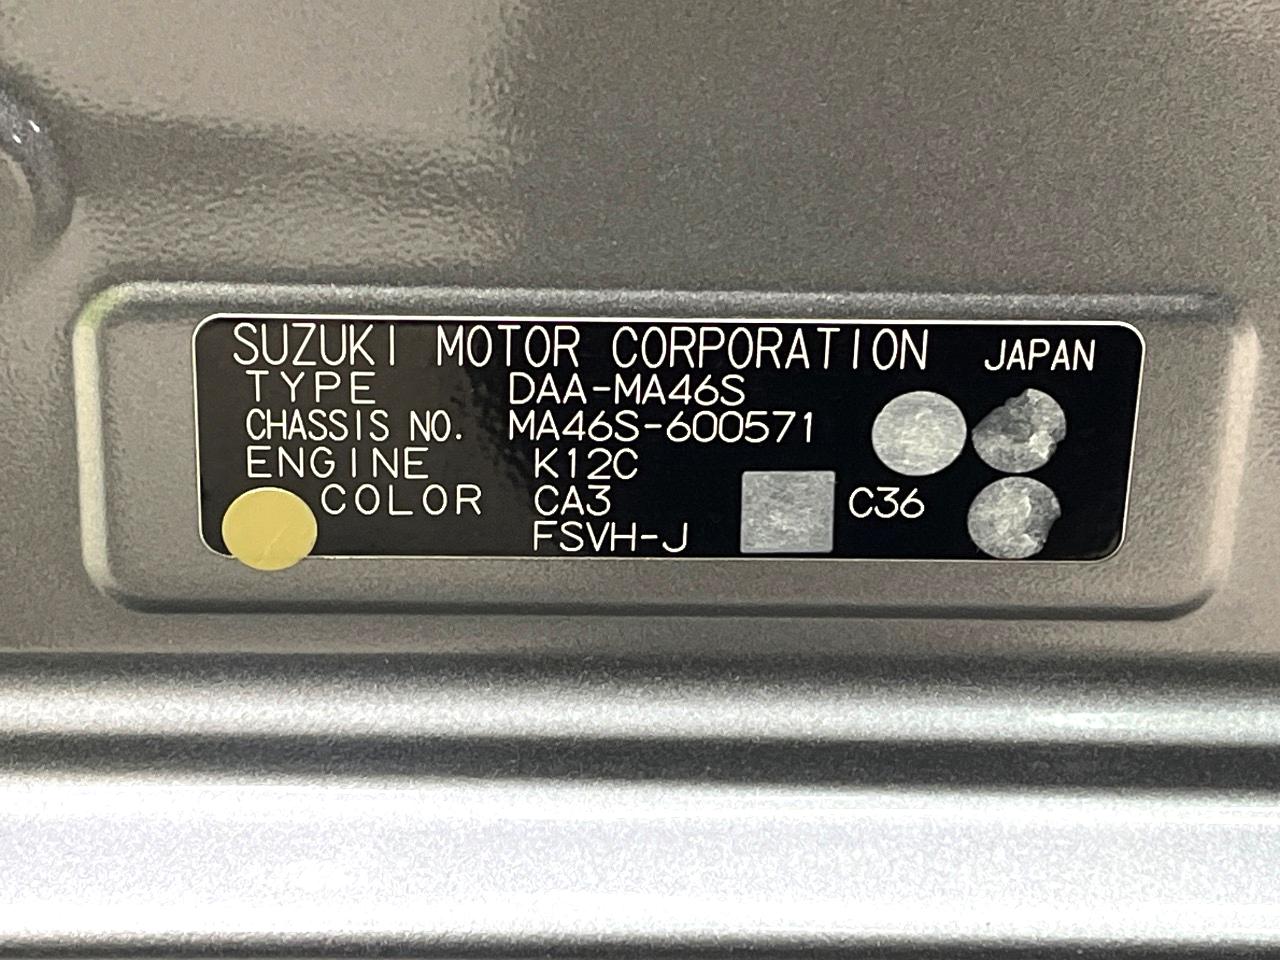 SUZUKI MOTOR CORPORATION JAPAN
TYPE DAA-MA46S
CHASSIS NO. MA46S-600571
ENGINE K12C
COLOR CA3 C36
FSVH-J